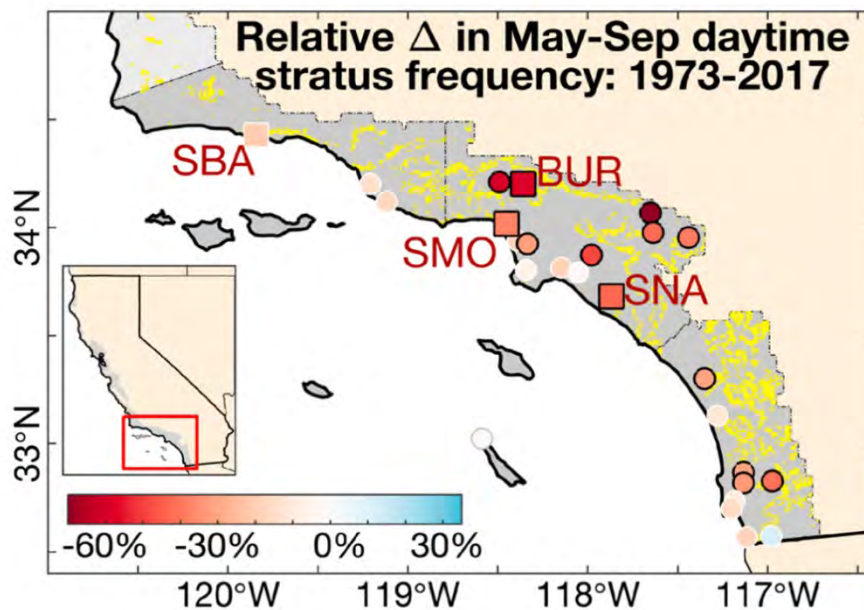 Relative Δ in May-Sep daytime
stratus frequency: 1973-2017
SBA
BUR
34°N
SMO
SNA
33°N
-60%
-30%
0%
30%
120°W
119°W
118°W
117°W